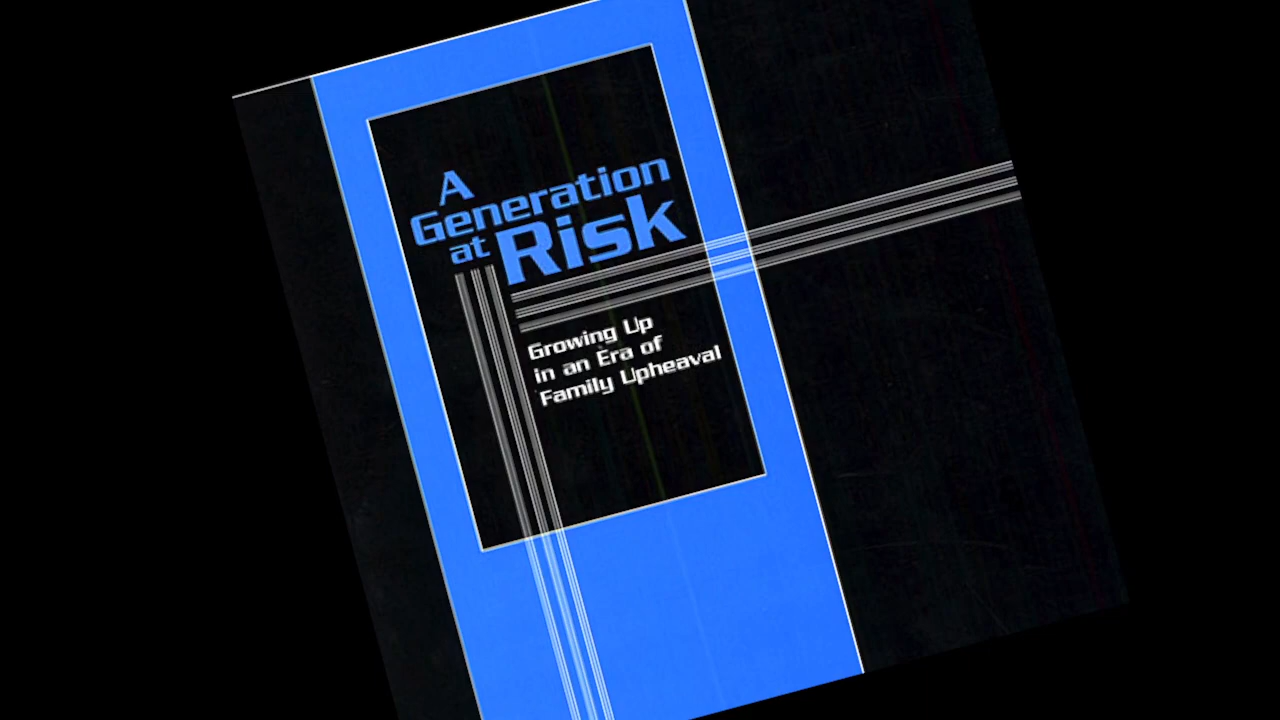 A
Generation
at Risk
Growing Up
in an Era of
Family Upheaval